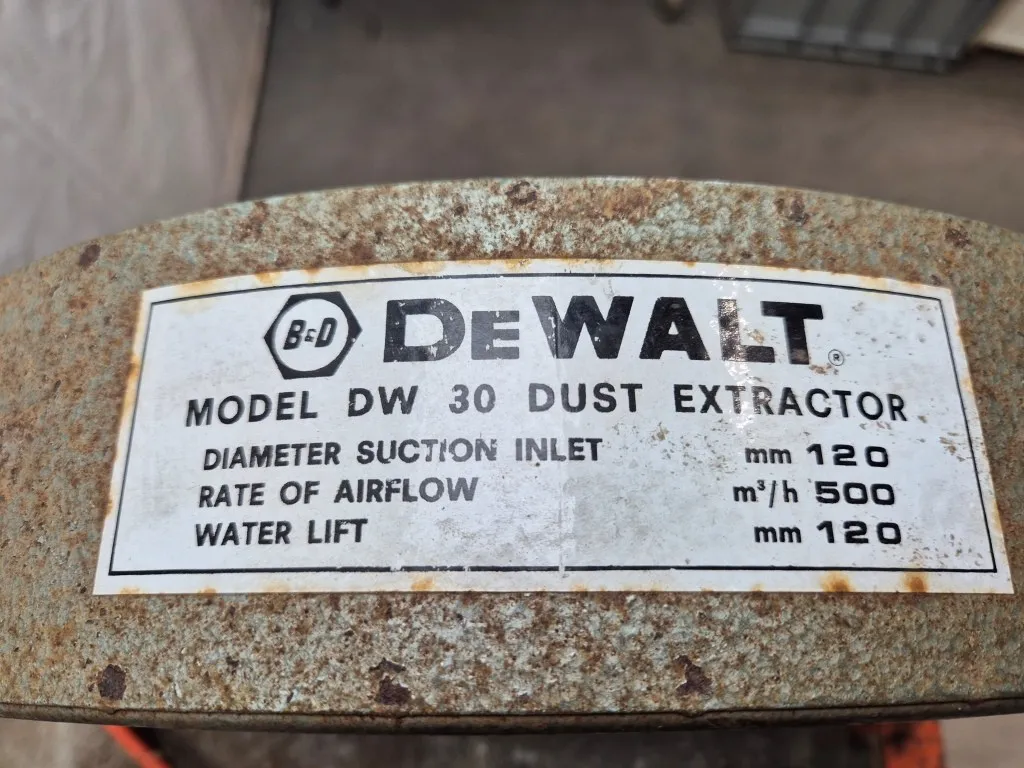 B&D DEWALT ®
MODEL DW 30 DUST EXTRACTOR
DIAMETER SUCTION INLET mm 120
RATE OF AIRFLOW m³/h 500
WATER LIFT mm 120